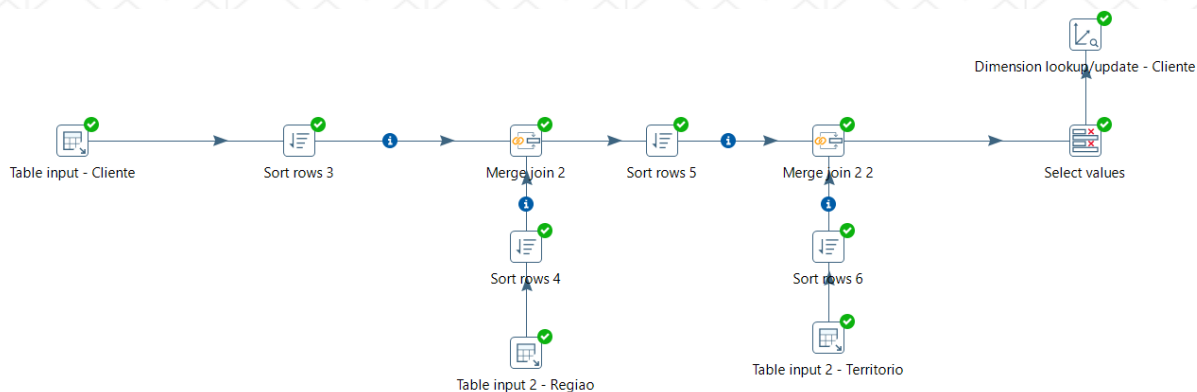 Dimension lookup/update - Cliente
Table input - Cliente
Sort rows 3
Merge join 2
Sort rows 5
Merge join 2 2
Select values
Sort rows 4
Sort rows 6
Table input 2 - Territorio
Table input 2 - Regiao